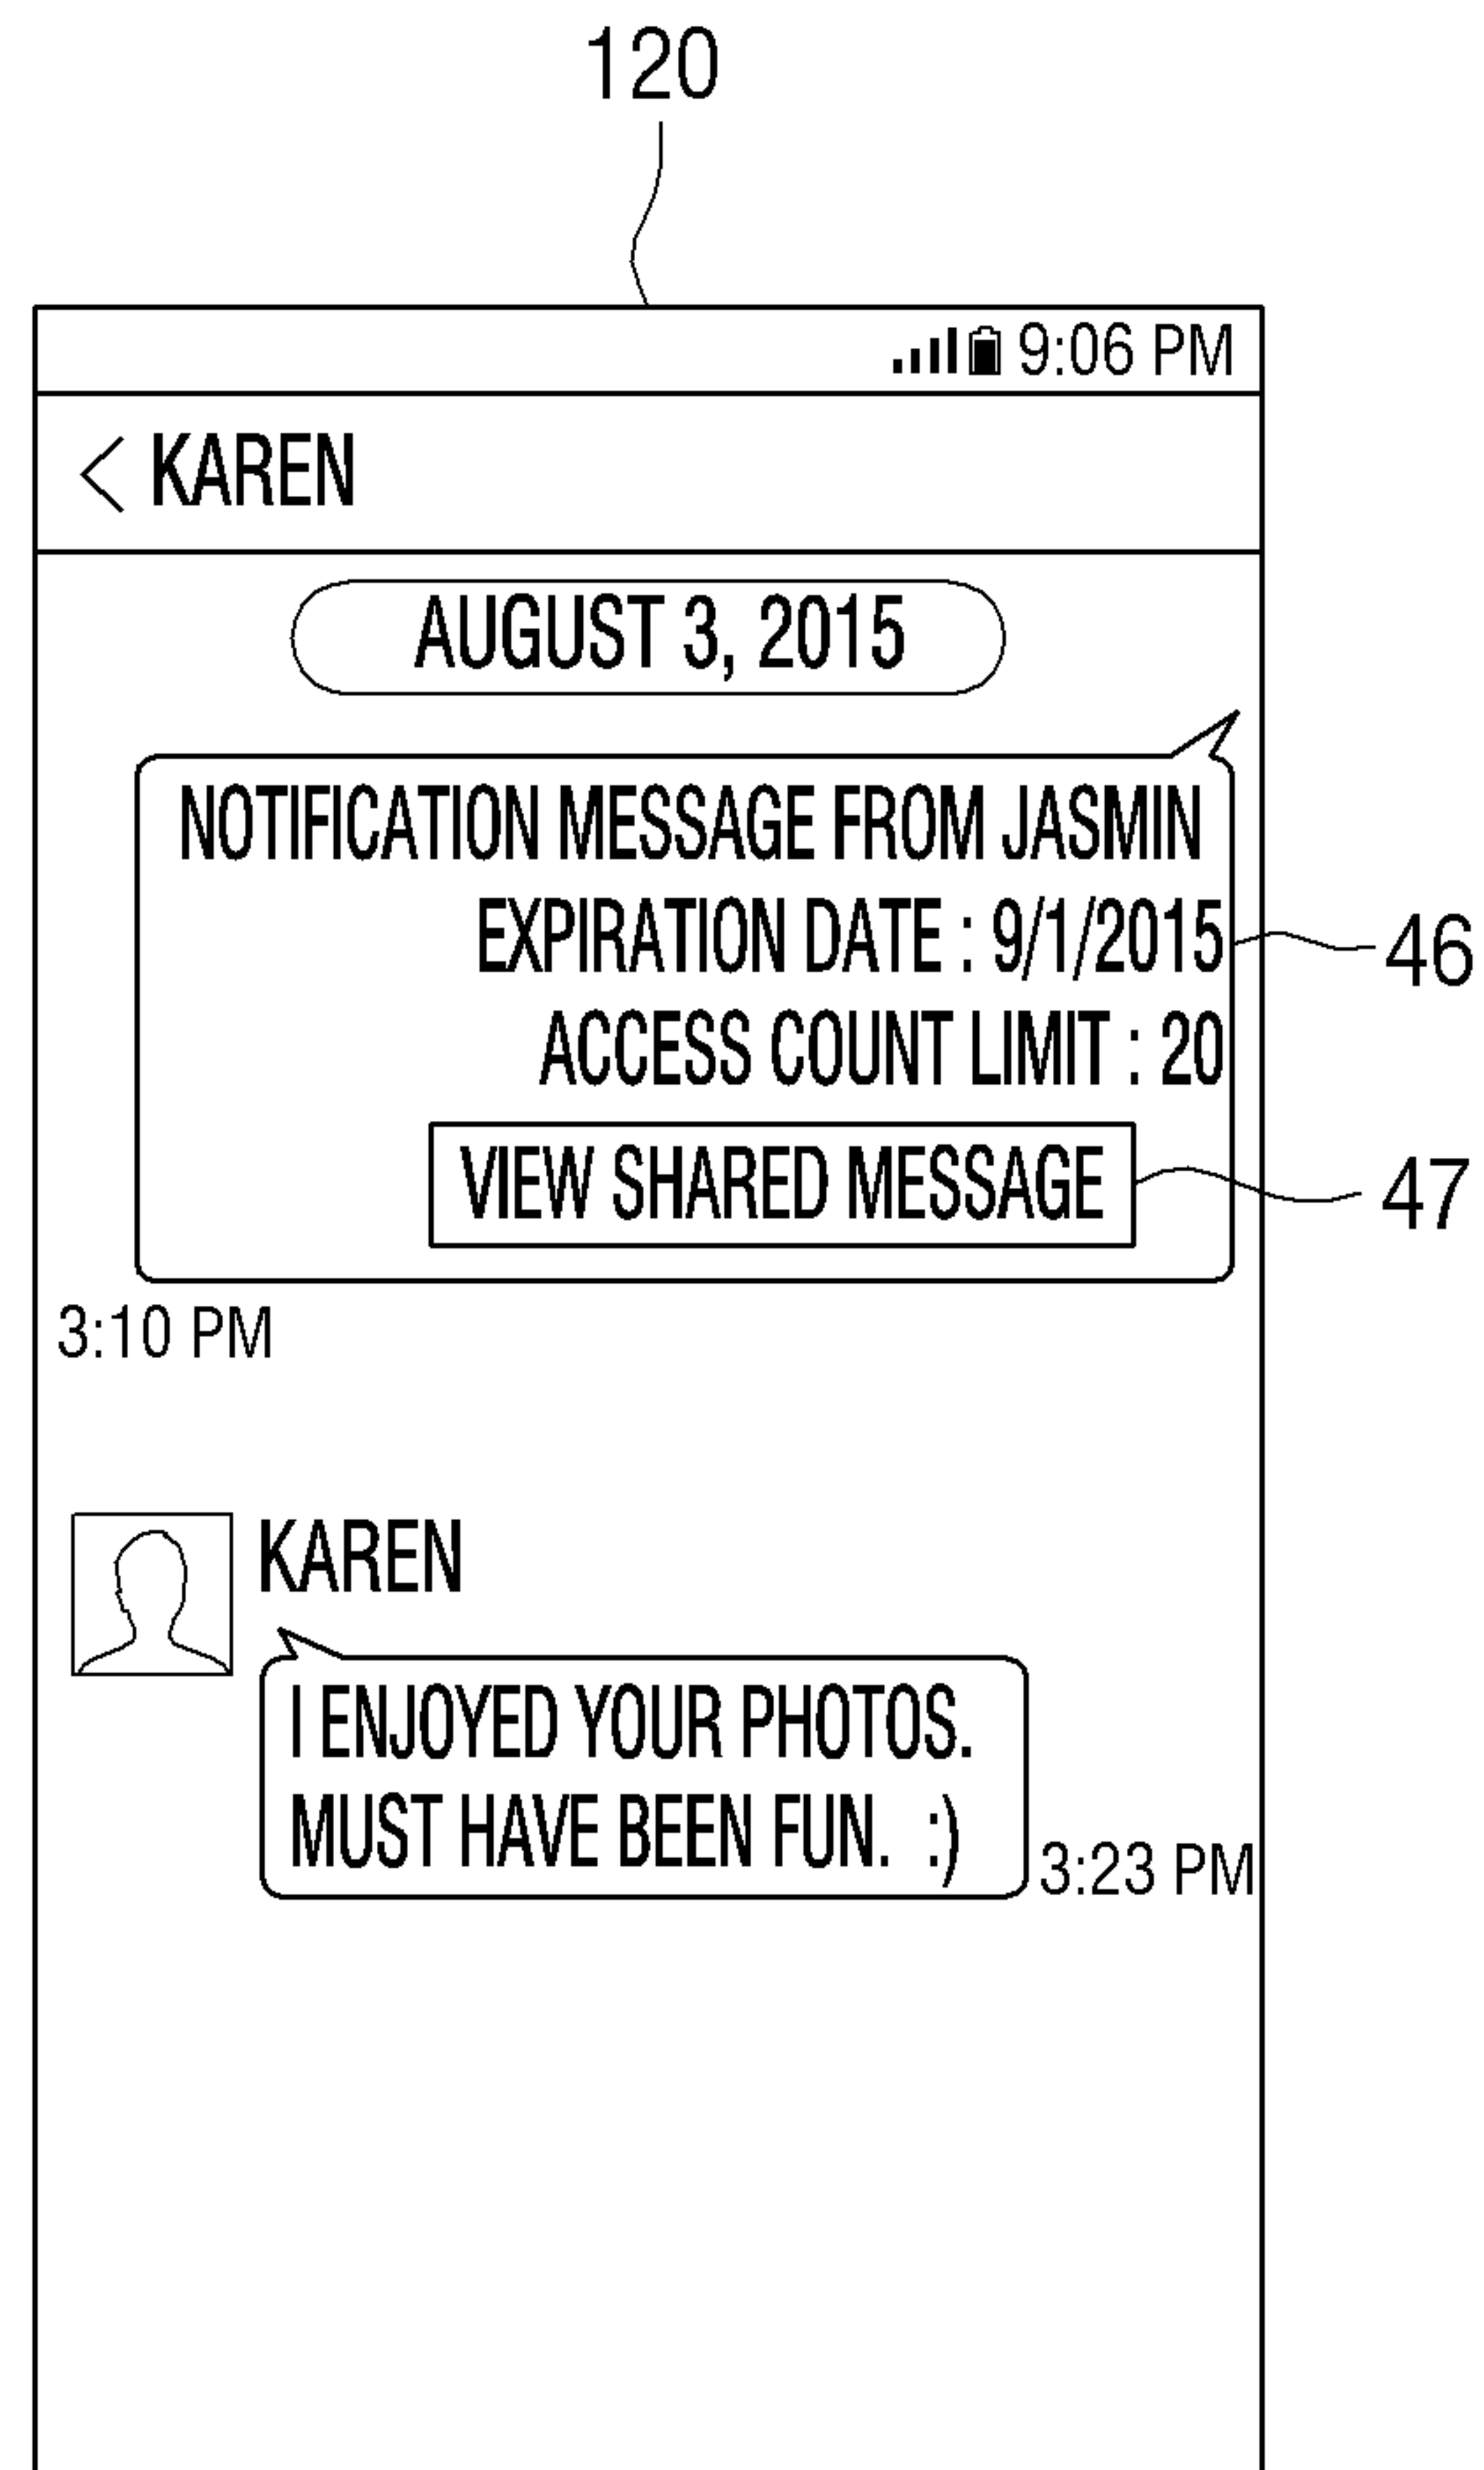 120
9:06 PM
< KAREN
AUGUST 3, 2015
NOTIFICATION MESSAGE FROM JASMIN
EXPIRATION DATE : 9/1/2015
46
ACCESS COUNT LIMIT : 20
VIEW SHARED MESSAGE
47
3:10 PM
KAREN
I ENJOYED YOUR PHOTOS.
MUST HAVE BEEN FUN. :)
3:23 PM